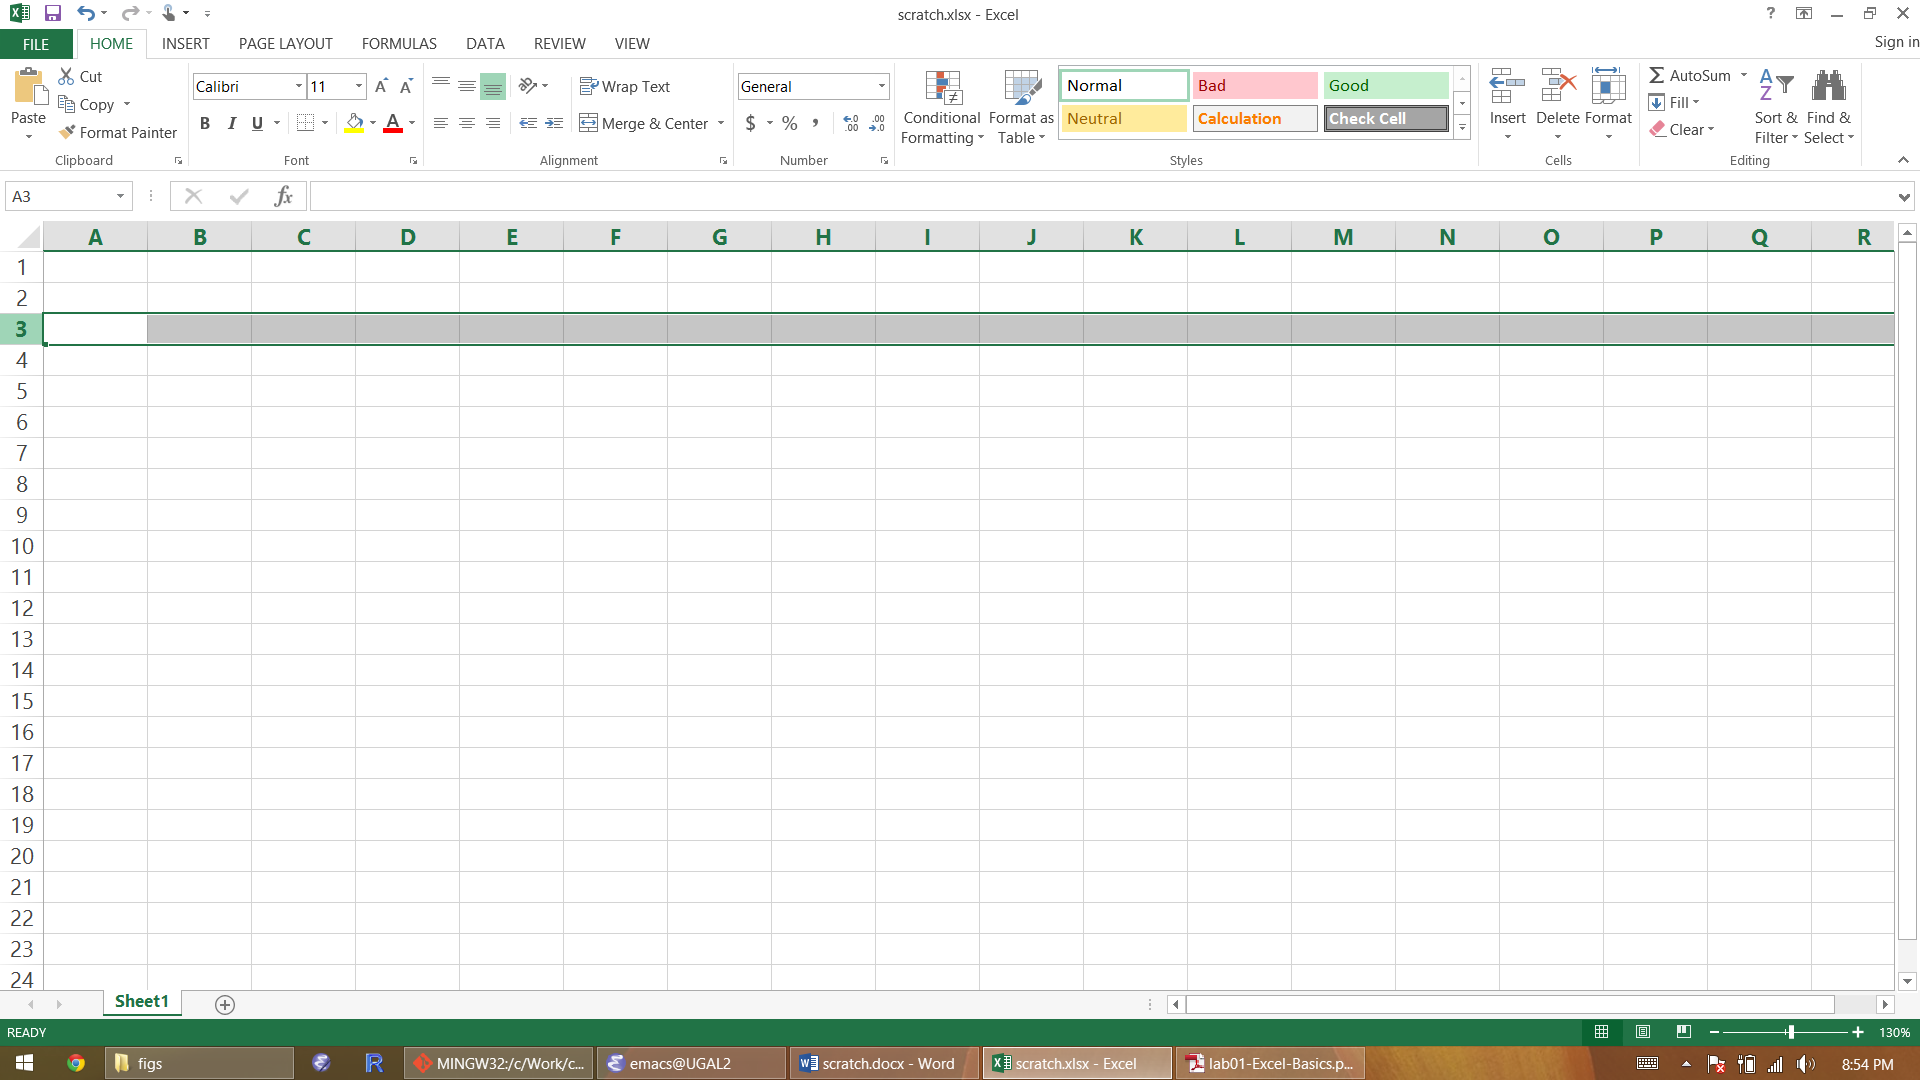 scratch.xlsx - Excel
?
FILE HOME INSERT PAGE LAYOUT FORMULAS DATA REVIEW VIEW
Sign in
Paste
Cut
Copy
Format Painter
Clipboard
Calibri 11 A A
B I U A
Font
Wrap Text
Merge & Center
Alignment
General
$ % , .00 .00
Number
Conditional Formatting
Format as Table
Normal Bad Good
Neutral Calculation Check Cell
Styles
Insert Delete Format
Cells
AutoSum
Fill
Clear
Sort & Filter
Find & Select
Editing
A3 fx
A B C D E F G H I J K L M N O P Q R
1
2
3
4
5
6
7
8
9
10
11
12
13
14
15
16
17
18
19
20
21
22
23
24
Sheet1
READY 130%
figs
MINGW32:/c/Work/c...
emacs@UGAL2
scratch.docx - Word
scratch.xlsx - Excel
lab01-Excel-Basics.p...
8:54 PM